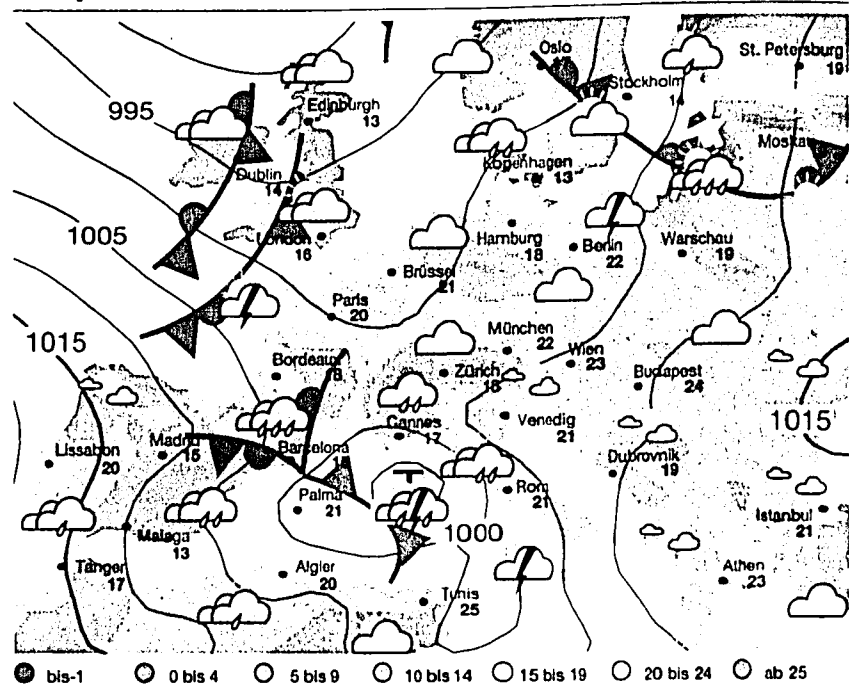 Oslo
St. Petersburg
19
Stockholm
995
Edinburgh
13
Moskau
Kopenhagen
13
Dublin
14
1005
London
16
Hamburg
18
Berlin
22
Warschau
19
Brüssel
21
Paris
20
1015
München
22
Wien
23
Bordeaux
18
Zürich
18
Budapest
24
Cannes
17
Venedig
21
1015
Lissabon
20
Madrid
15
Barcelona
Dubrovnik
19
Palma
21
Rom
21
Istanbul
21
Malaga
13
1000
Tanger
17
Algier
20
Athen
23
Tunis
25
bis-1 0 bis 4 5 bis 9 10 bis 14 15 bis 19 20 bis 24 ab 25